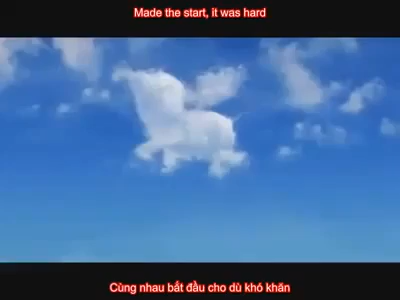 Made the start, it was hard
Cùng nhau bắt đầu cho dù khó khăn